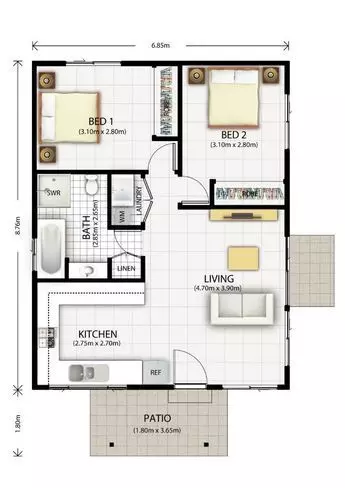 6.85m
8.76m
1.80m
BED 1
(3.10m x 2.80m)
ROBE
BED 2
(3.10m x 2.80m)
ROBE
SWR
BATH
(2.85m x 2.65m)
WM
LAUNDRY
LINEN
LIVING
(4.70m x 3.90m)
KITCHEN
(2.75m x 2.70m)
REF
PATIO
(1.80m x 3.65m)